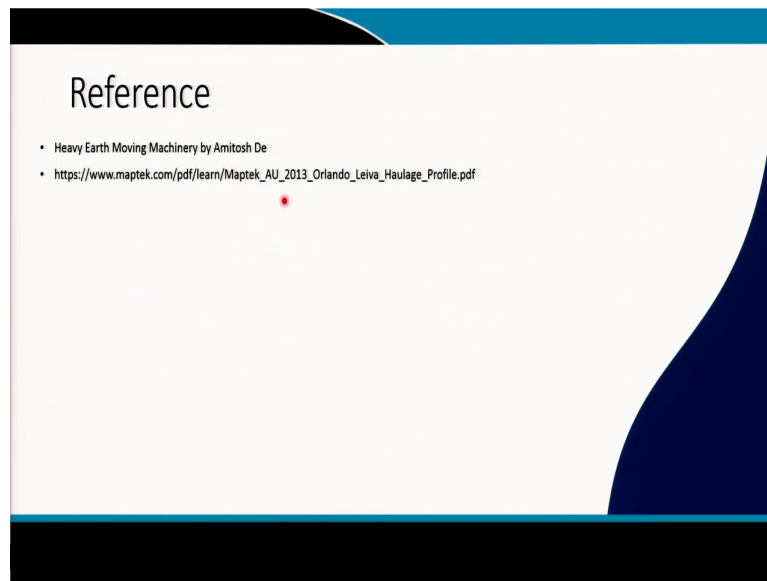 Reference
• Heavy Earth Moving Machinery by Amitosh De
• https://www.maptek.com/pdf/learn/Maptek_AU_2013_Orlando_Leiva_Haulage_Profile.pdf